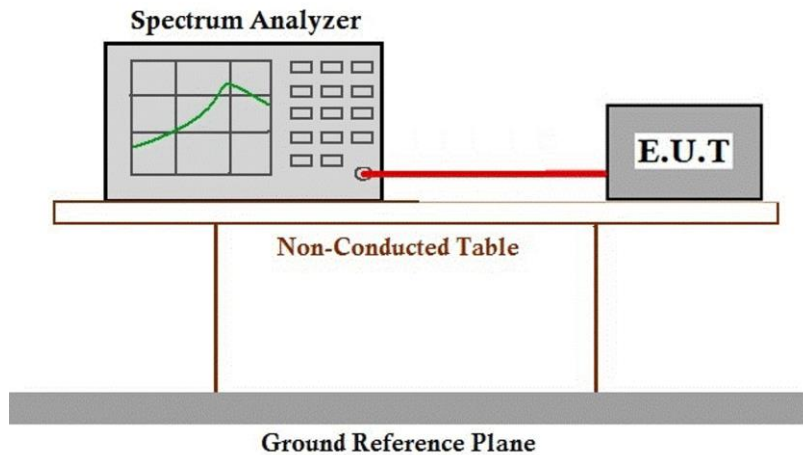 Spectrum Analyzer
E.U.T
Non-Conducted Table
Ground Reference Plane